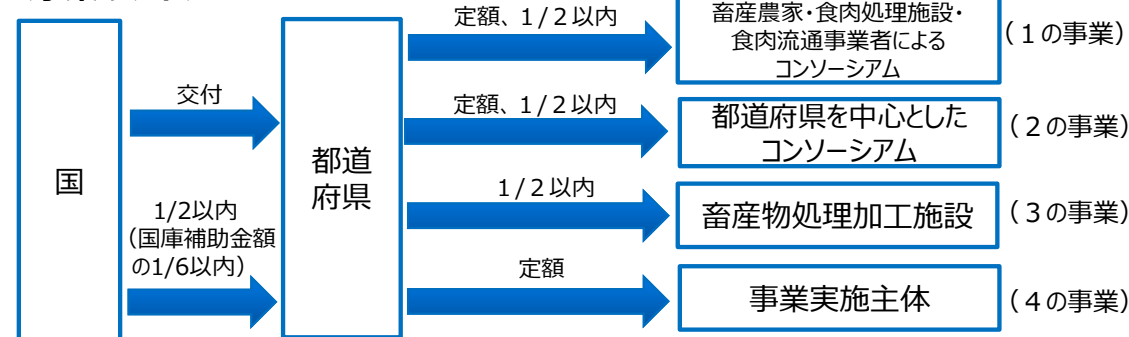 国
交付
1/2以内
（国庫補助金額
の1/6以内）
都道
府県
定額、1/2以内
畜産農家・食肉処理施設・
食肉流通事業者による
コンソーシアム
（１の事業）
定額、1/2以内
都道府県を中心とした
コンソーシアム
（２の事業）
1/2以内
畜産物処理加工施設
（３の事業）
定額
事業実施主体
（４の事業）